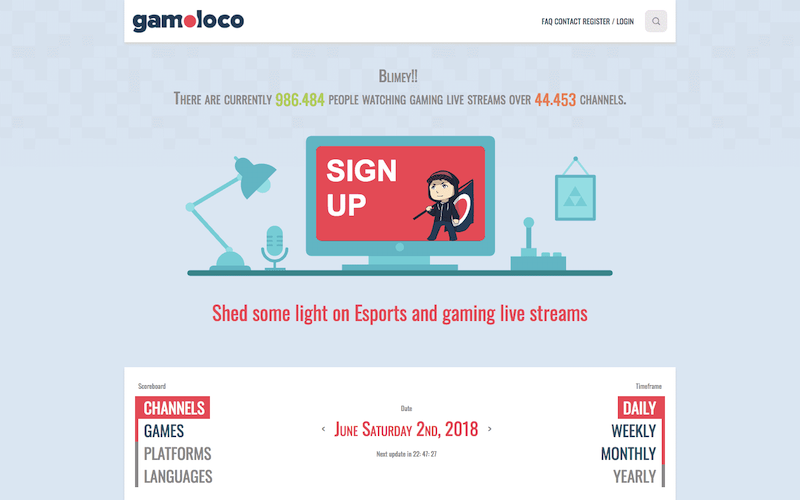 gamoloco
FAQ CONTACT REGISTER / LOGIN
Blimey!!
There are currently 986.484 people watching gaming live streams over 44.453 channels.
SIGN
UP
Shed some light on Esports and gaming live streams
Scoreboard
CHANNELS
GAMES
PLATFORMS
LANGUAGES
Date
‹ June Saturday 2nd, 2018 ›
Next update in 22: 47: 27
Timeframe
DAILY
WEEKLY
MONTHLY
YEARLY